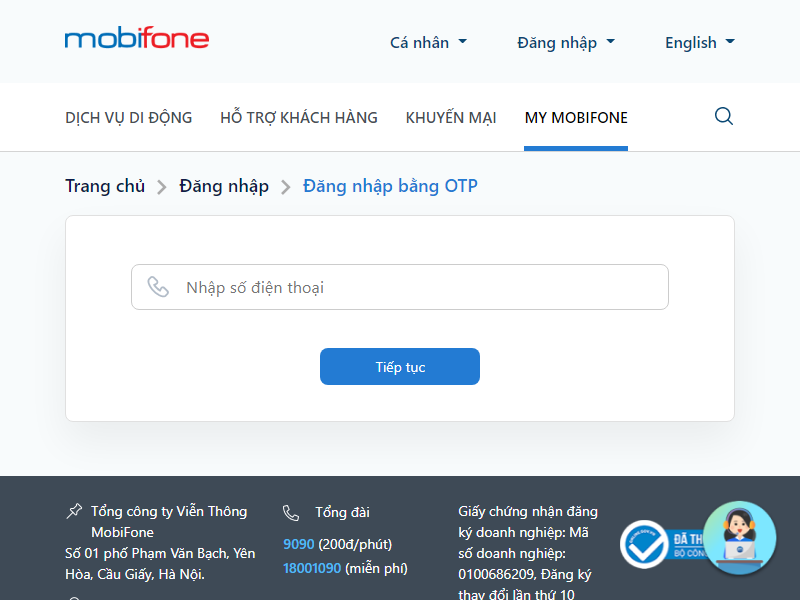 mobifone
Cá nhân
Đăng nhập
English
DỊCH VỤ DI ĐỘNG
HỖ TRỢ KHÁCH HÀNG
KHUYẾN MẠI
MY MOBIFONE
Trang chủ
Đăng nhập
Đăng nhập bằng OTP
Nhập số điện thoại
Tiếp tục
Tổng công ty Viễn Thông
MobiFone
Số 01 phố Phạm Văn Bạch, Yên
Hòa, Cầu Giấy, Hà Nội.
Tổng đài
9090 (200đ/phút)
18001090 (miễn phí)
Giấy chứng nhận đăng
ký doanh nghiệp: Mã
số doanh nghiệp:
0100686209, Đăng ký
thay đổi lần thứ 10
ĐÃ
BỘ